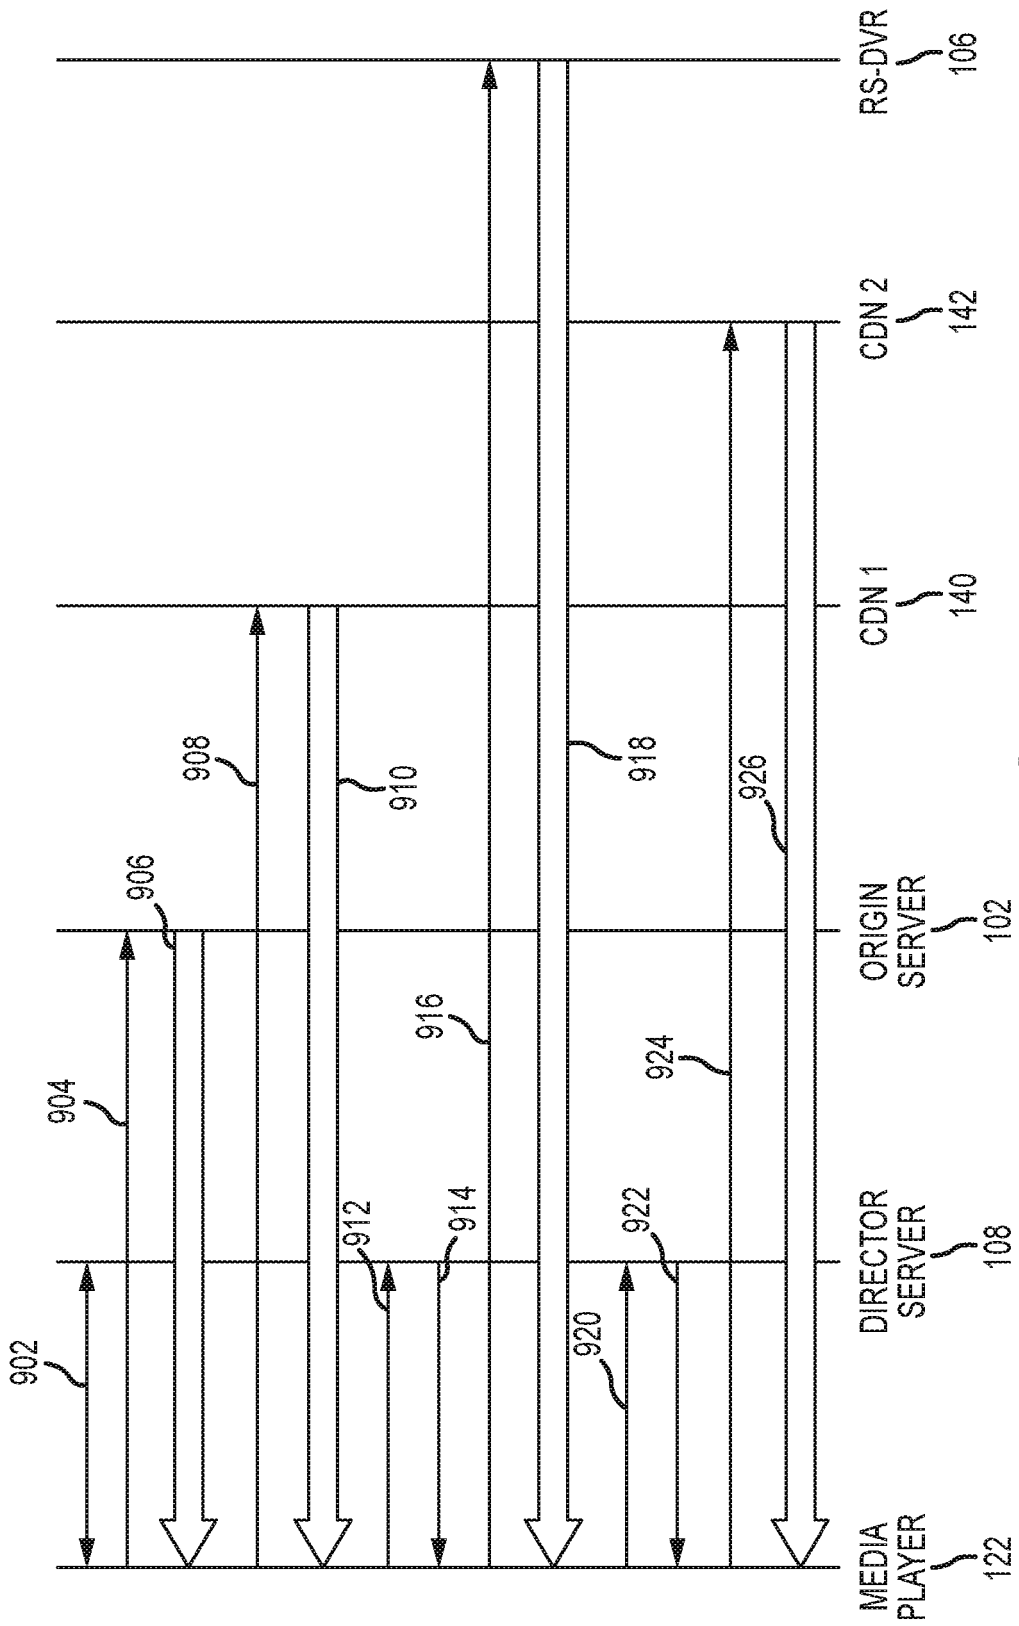 902
904
906
908
910
912
914
916
918
920
922
924
926
MEDIA
PLAYER
122
DIRECTOR
SERVER
108
ORIGIN
SERVER
102
CDN 1
140
CDN 2
142
RS-DVR
106